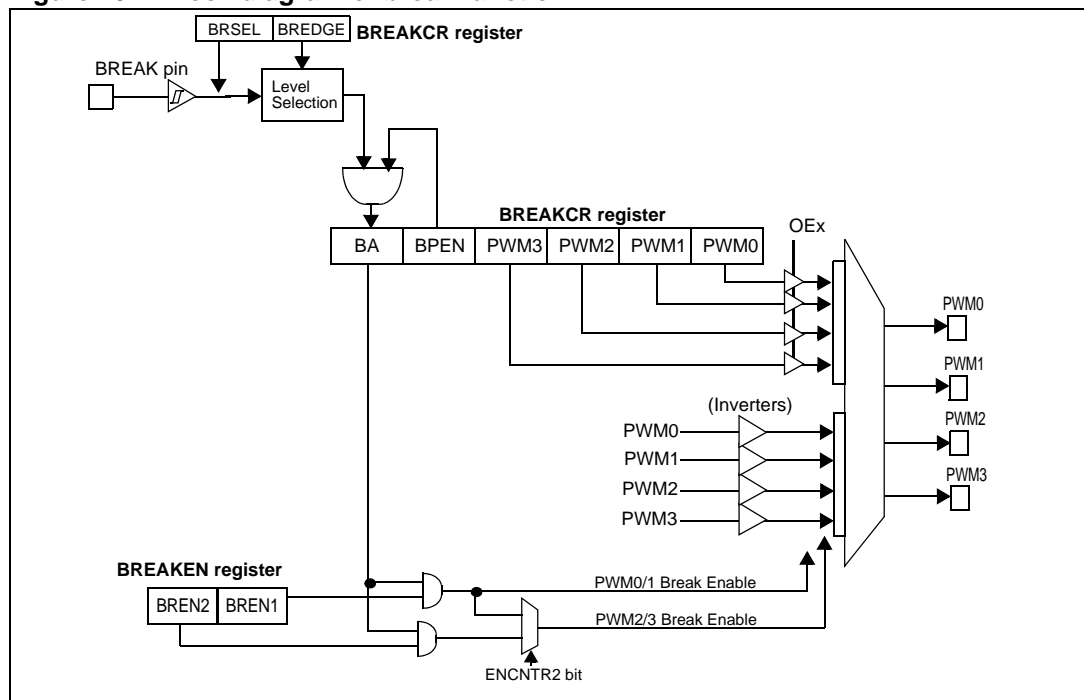 BRSEL BREDGE BREAKCR register
BREAK pin
Level
Selection
BREAKCR register
BA BPEN PWM3 PWM2 PWM1 PWM0
OEx
PWM0
PWM1
PWM2
PWM3
(Inverters)
PWM0
PWM1
PWM2
PWM3
BREAKEN register
BREN2 BREN1
PWM0/1 Break Enable
PWM2/3 Break Enable
ENCNTR2 bit